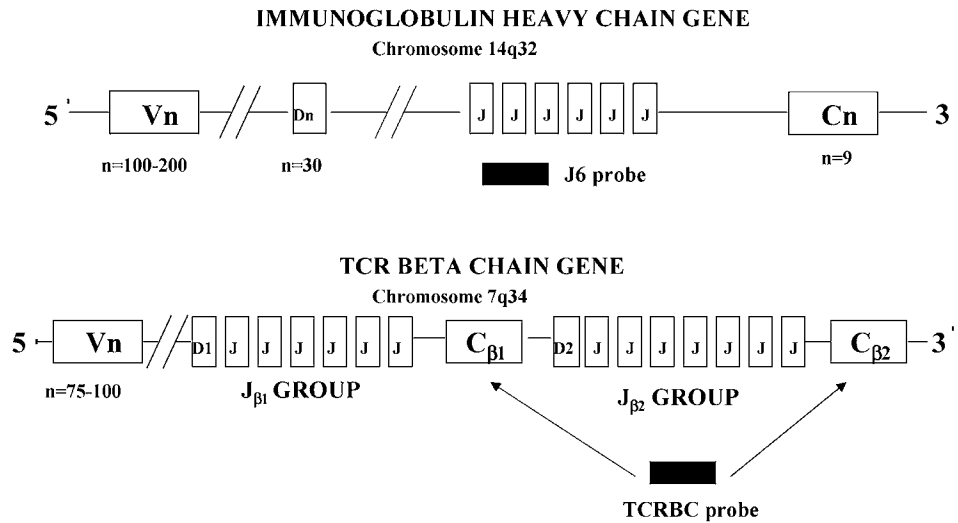 IMMUNOGLOBULIN HEAVY CHAIN GENE
Chromosome 14q32
5' Vn Dn J J J J J J Cn 3
n=100-200 n=30 n=9
J6 probe
TCR BETA CHAIN GENE
Chromosome 7q34
5 Vn D1 J J J J J J Cβ1 D2 J J J J J J J Cβ2 3'
n=75-100
Jβ1 GROUP Jβ2 GROUP
TCRBC probe